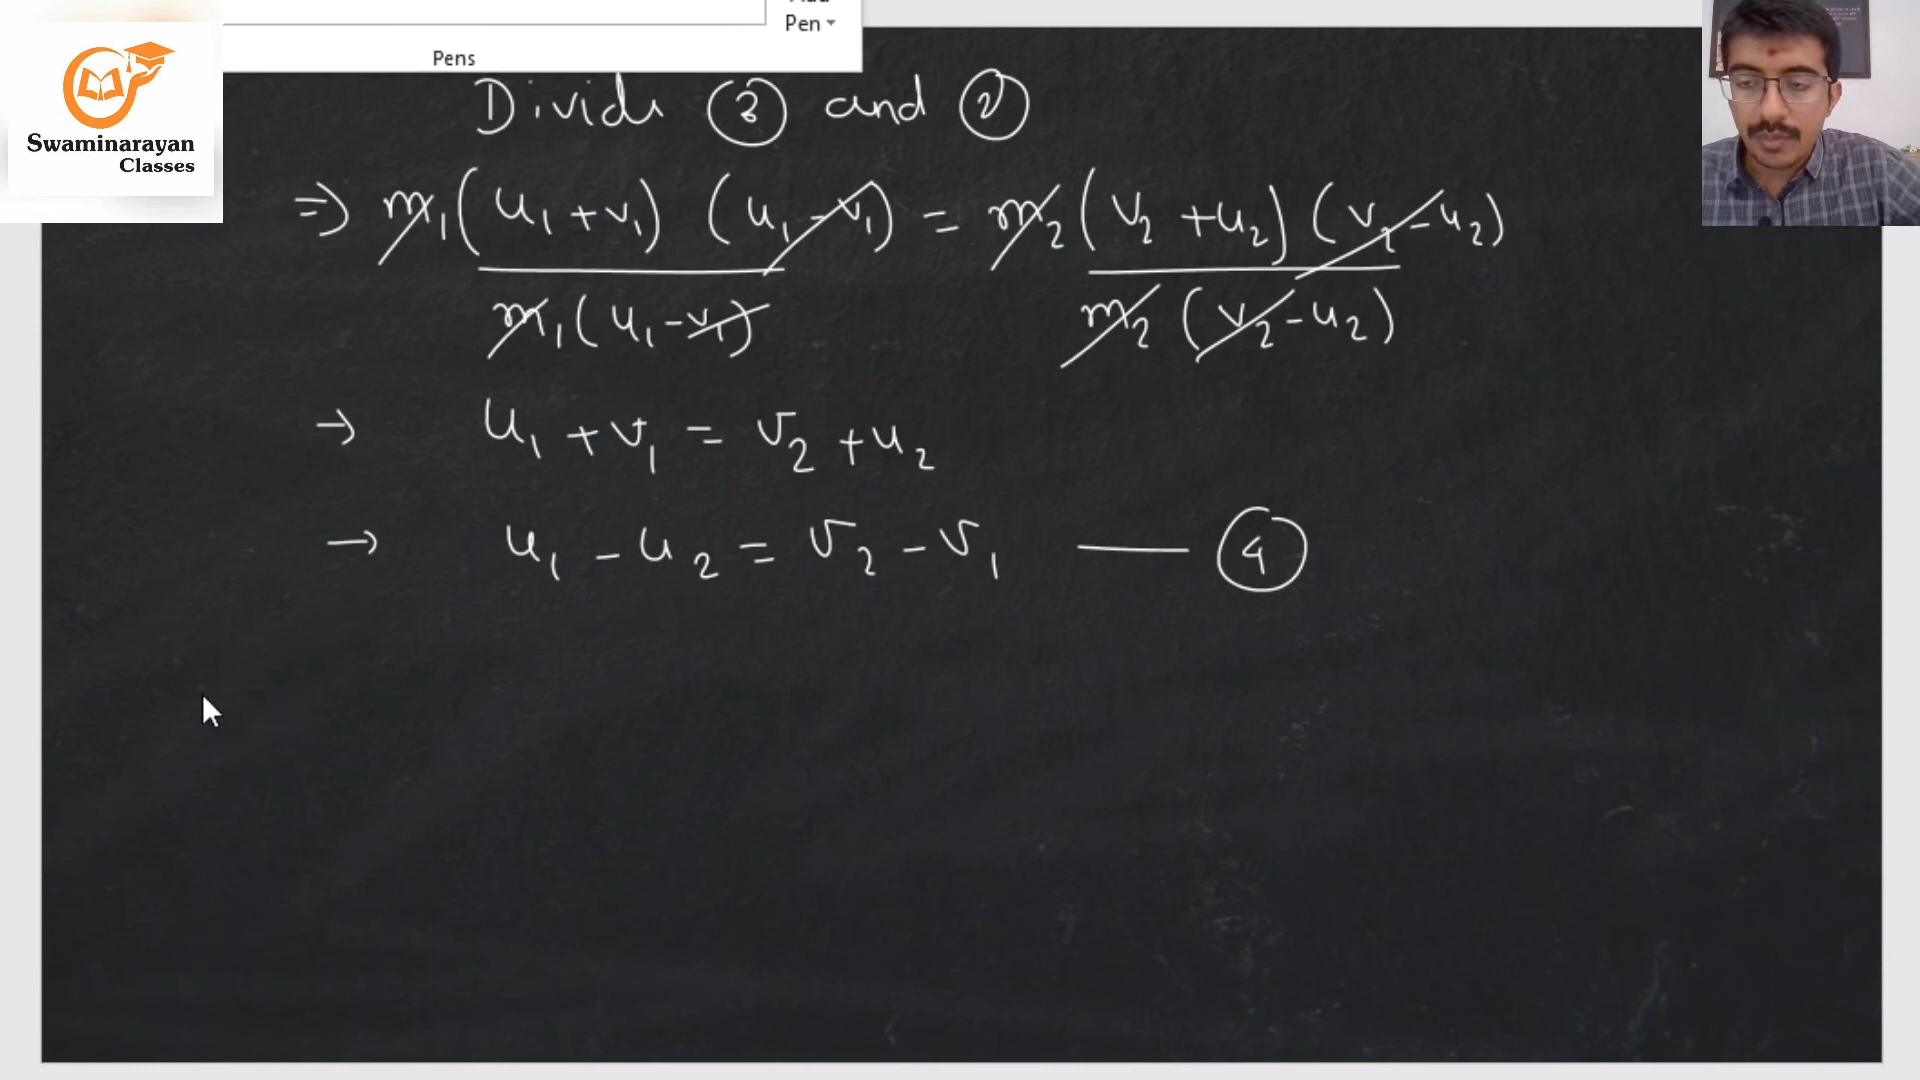 Pen
Pens
Swaminarayan
Classes
Divide ③ and ②
⇒ m₁(u₁+v₁) (u₁-v₁) = m₂(v₂+u₂)(v₂-u₂)
m₁(u₁-v₁) m₂(v₂-u₂)
→ u₁+v₁ = v₂+u₂
→ u₁-u₂ = v₂-v₁ — ④